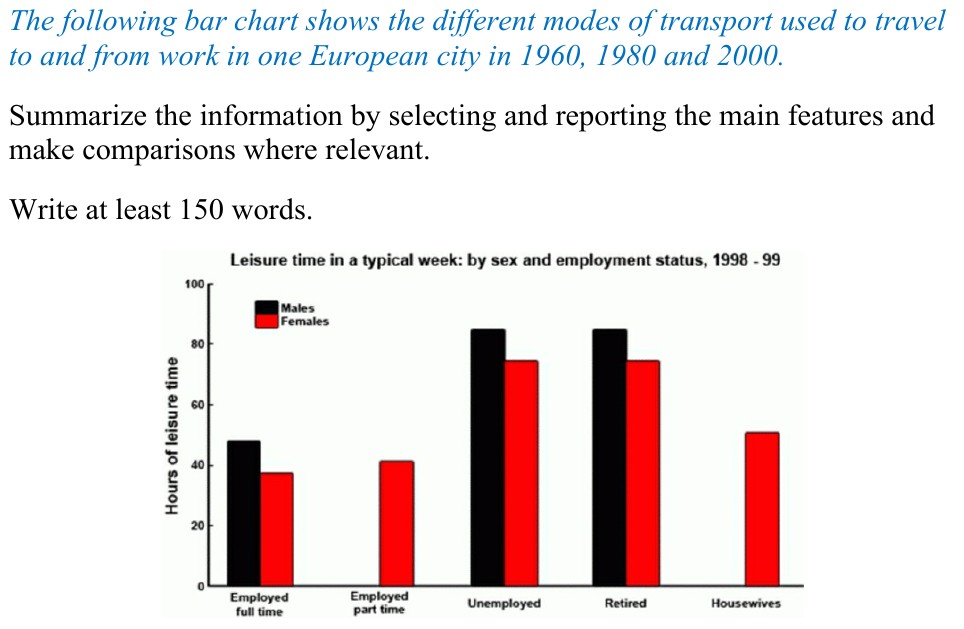 The following bar chart shows the different modes of transport used to travel
to and from work in one European city in 1960, 1980 and 2000.
Summarize the information by selecting and reporting the main features and
make comparisons where relevant.
Write at least 150 words.
Leisure time in a typical week: by sex and employment status, 1998 - 99
Males
Females
Hours of leisure time
100
80
60
40
20
0
Employed
full time
Employed
part time
Unemployed
Retired
Housewives